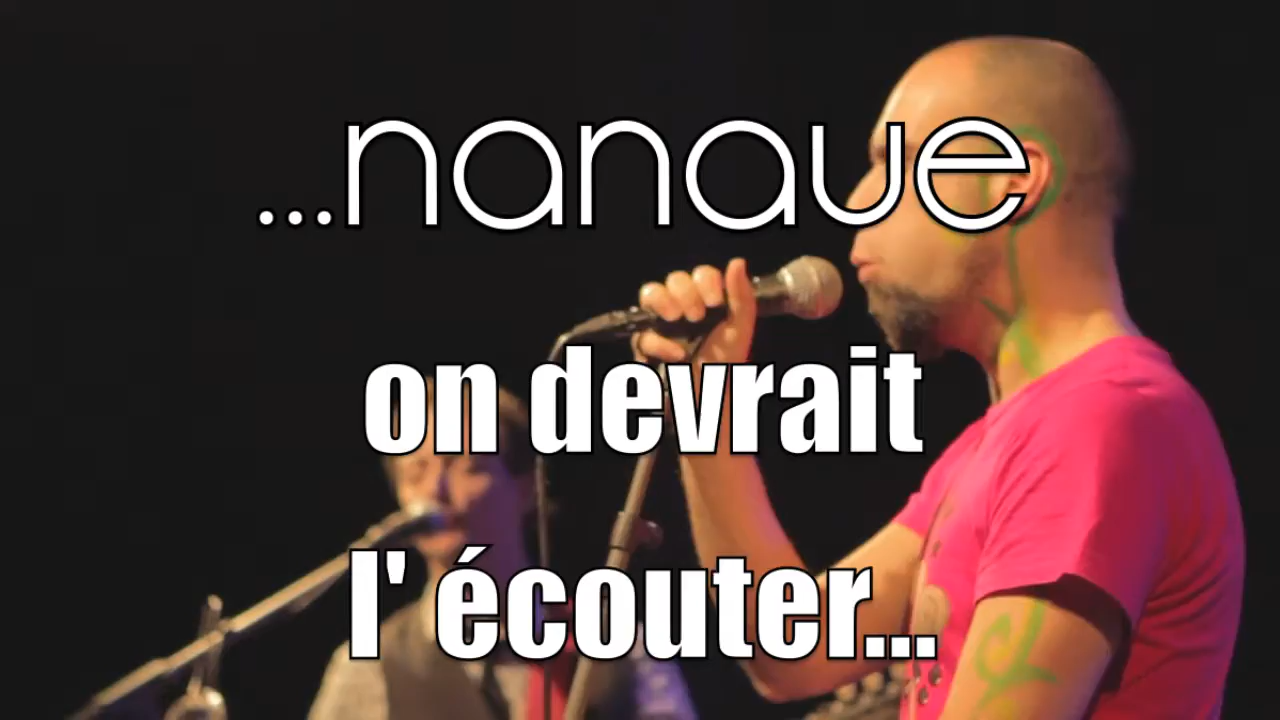 ...nanaue
on devrait
l' écouter...